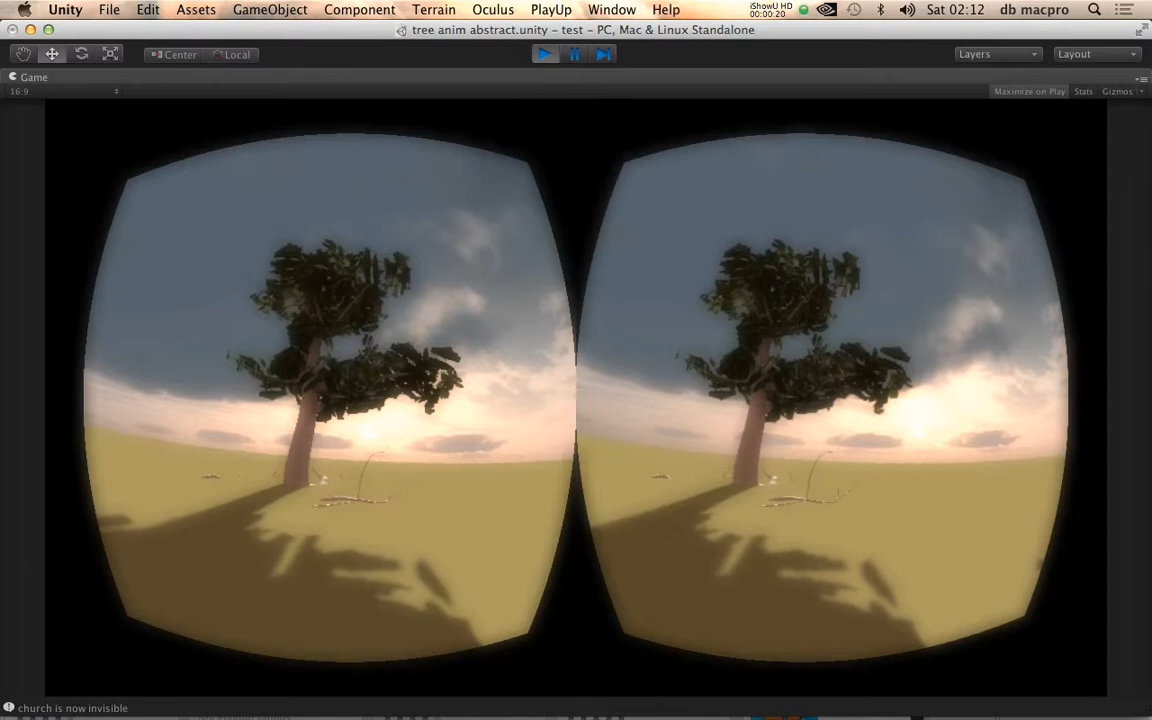 Unity File Edit Assets GameObject Component Terrain Oculus PlayUp Window Help iShowU HD 00:00:20 Sat 02:12 db macpro
tree anim abstract.unity - test - PC, Mac & Linux Standalone
Center Local Layers Layout
Game
16:9 Maximize on Play Stats Gizmos
church is now invisible